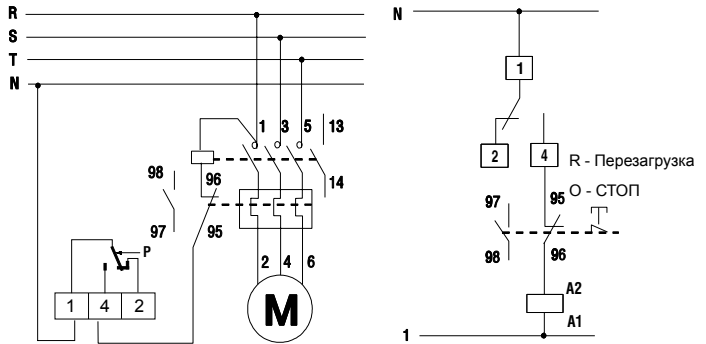 R
S
T
N
1 3 5 13
14
98
96
97
95
P
2 4 6
1 4 2
M
N
1
2 4
R - Перезагрузка
O - СТОП
97 95
98 96
A2
A1
1